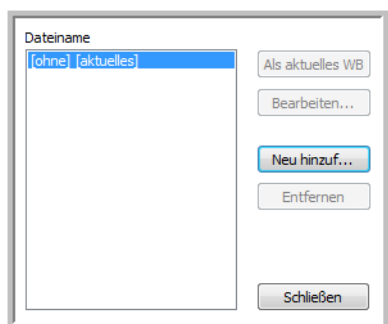 Dateiname
[ohne] [aktuelles]
Als aktuelles WB
Bearbeiten...
Neu hinzuf...
Entfernen
Schließen